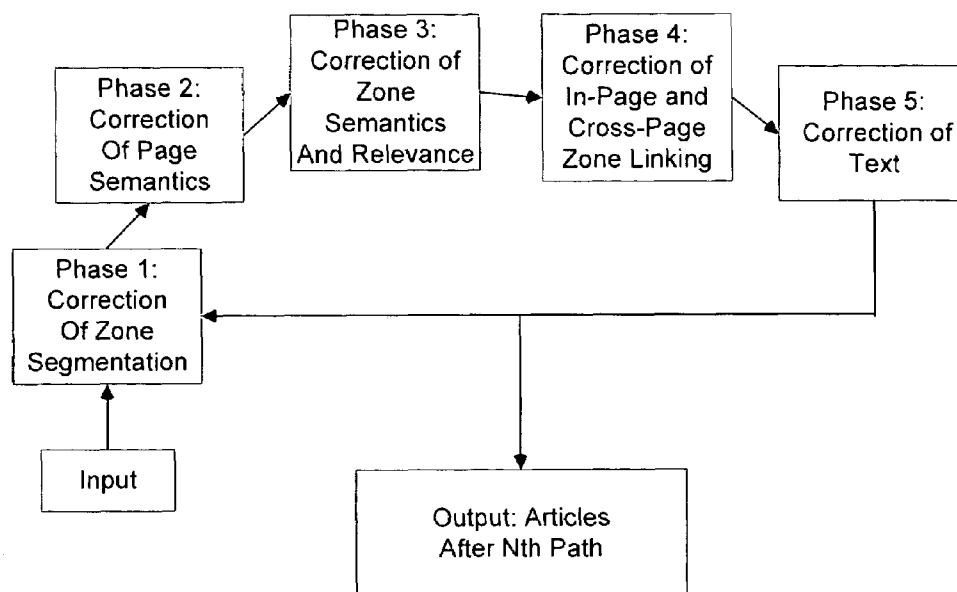 Phase 1:
Correction
Of Zone
Segmentation
Phase 2:
Correction
Of Page
Semantics
Phase 3:
Correction of
Zone
Semantics
And Relevance
Phase 4:
Correction of
In-Page and
Cross-Page
Zone Linking
Phase 5:
Correction of
Text
Input
Output: Articles
After Nth Path